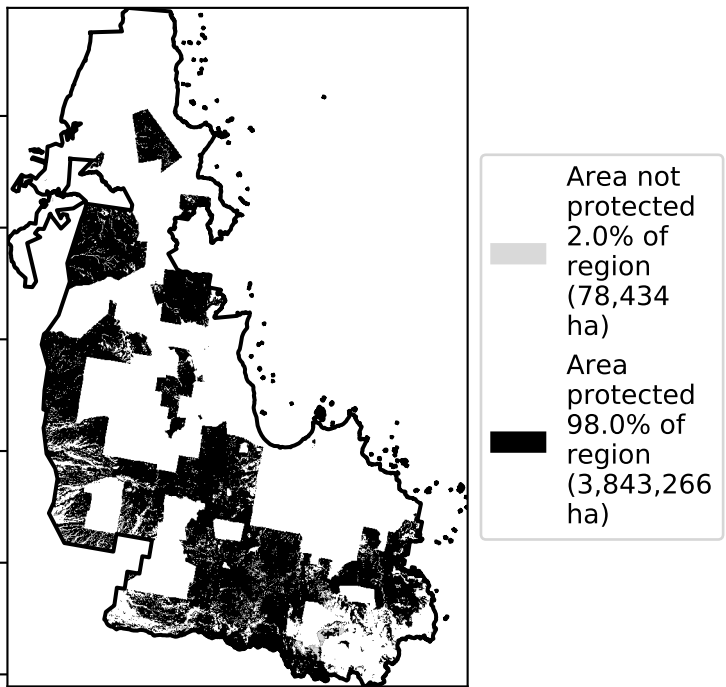 Area not
protected
2.0% of
region
(78,434
ha)
Area
protected
98.0% of
region
(3,843,266
ha)